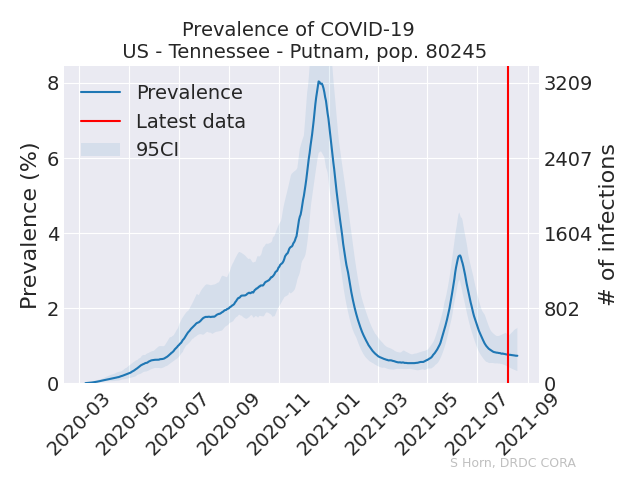 Prevalence of COVID-19
US - Tennessee - Putnam, pop. 80245
Prevalence
Latest data
95CI
Prevalence (%)
8
6
4
2
0
# of infections
3209
2407
1604
802
0
2020-03
2020-05
2020-07
2020-09
2020-11
2021-01
2021-03
2021-05
2021-07
2021-09
S Horn, DRDC CORA